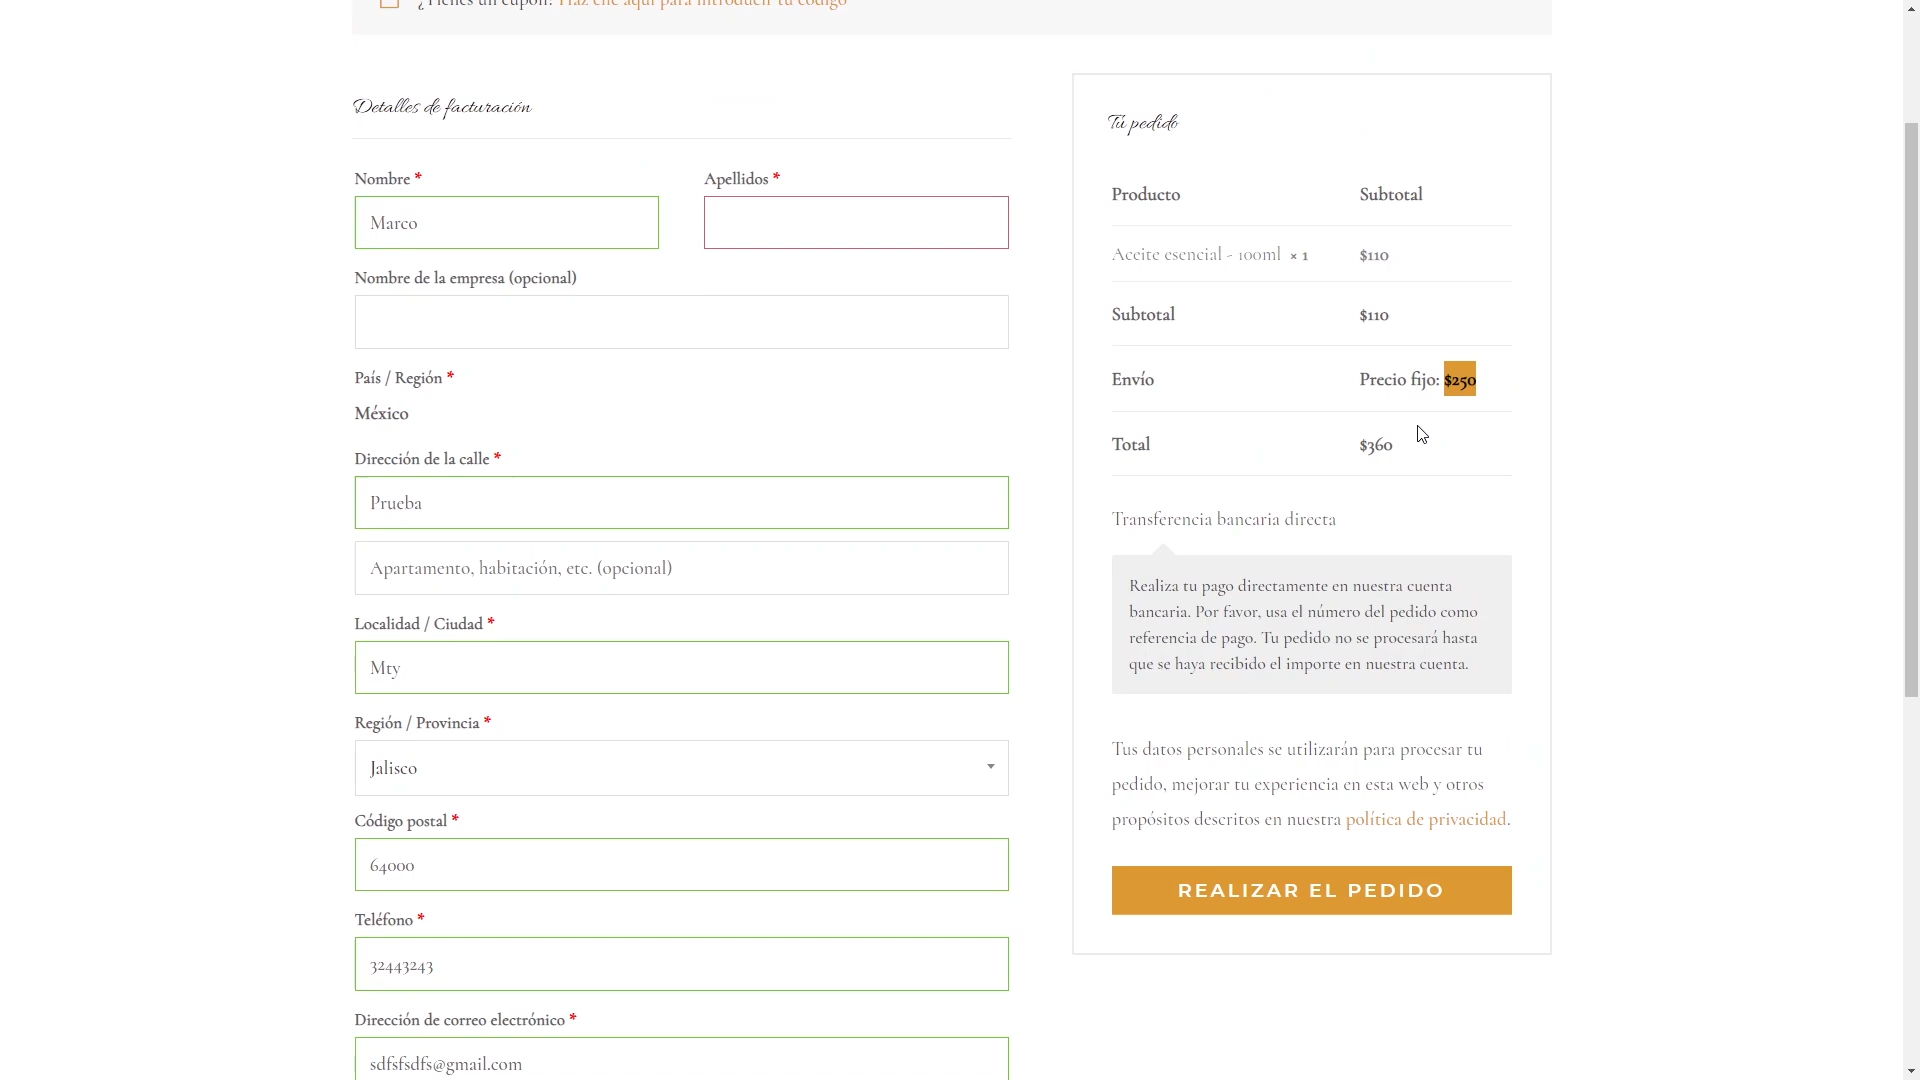 ¿Tienes un cupón? Haz clic aquí para introducir tu código
Detalles de facturación
Nombre *
Apellidos *
Marco
Nombre de la empresa (opcional)
País / Región *
México
Dirección de la calle *
Prueba
Apartamento, habitación, etc. (opcional)
Localidad / Ciudad *
Mty
Región / Provincia *
Jalisco
Código postal *
64000
Teléfono *
32443243
Dirección de correo electrónico *
sdfsfsdfs@gmail.com
Tu pedido
Producto Subtotal
Aceite esencial - 100ml × 1 $110
Subtotal $110
Envío Precio fijo: $250
Total $360
Transferencia bancaria directa
Realiza tu pago directamente en nuestra cuenta
bancaria. Por favor, usa el número del pedido como
referencia de pago. Tu pedido no se procesará hasta
que se haya recibido el importe en nuestra cuenta.
Tus datos personales se utilizarán para procesar tu
pedido, mejorar tu experiencia en esta web y otros
propósitos descritos en nuestra política de privacidad.
REALIZAR EL PEDIDO